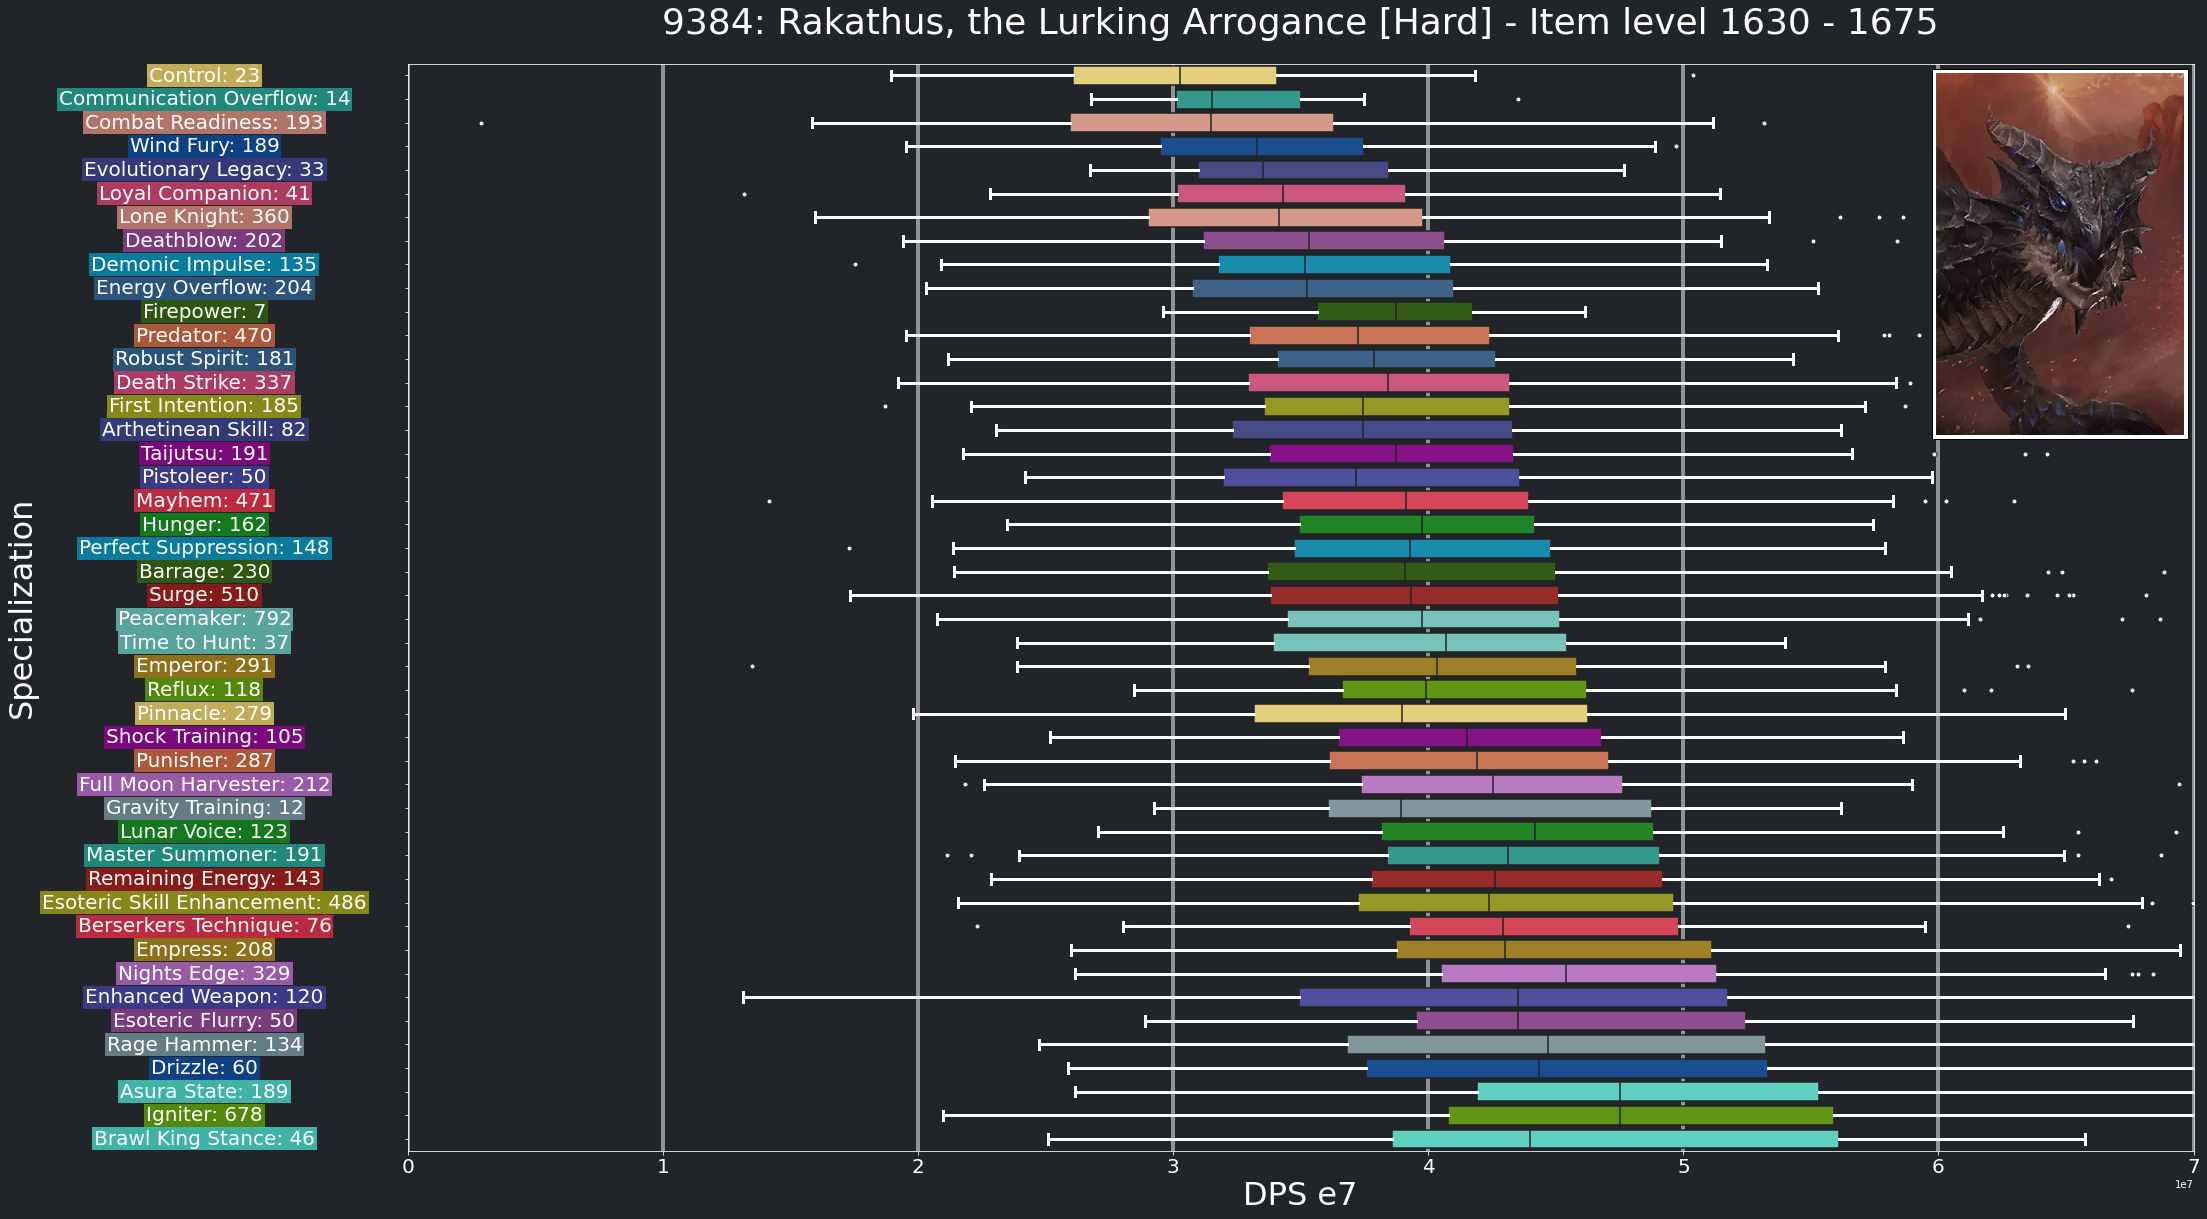 9384: Rakathus, the Lurking Arrogance [Hard] - Item level 1630 - 1675
Control: 23
Communication Overflow: 14
Combat Readiness: 193
Wind Fury: 189
Evolutionary Legacy: 33
Loyal Companion: 41
Lone Knight: 360
Deathblow: 202
Demonic Impulse: 135
Energy Overflow: 204
Firepower: 7
Predator: 470
Robust Spirit: 181
Death Strike: 337
First Intention: 185
Arthetinean Skill: 82
Taijutsu: 191
Pistoleer: 50
Mayhem: 471
Hunger: 162
Perfect Suppression: 148
Barrage: 230
Surge: 510
Peacemaker: 792
Time to Hunt: 37
Emperor: 291
Reflux: 118
Pinnacle: 279
Shock Training: 105
Punisher: 287
Full Moon Harvester: 212
Gravity Training: 12
Lunar Voice: 123
Master Summoner: 191
Remaining Energy: 143
Esoteric Skill Enhancement: 486
Berserkers Technique: 76
Empress: 208
Nights Edge: 329
Enhanced Weapon: 120
Esoteric Flurry: 50
Rage Hammer: 134
Drizzle: 60
Asura State: 189
Igniter: 678
Brawl King Stance: 46
Specialization
0 1 2 3 4 5 6 7
1e7
DPS e7